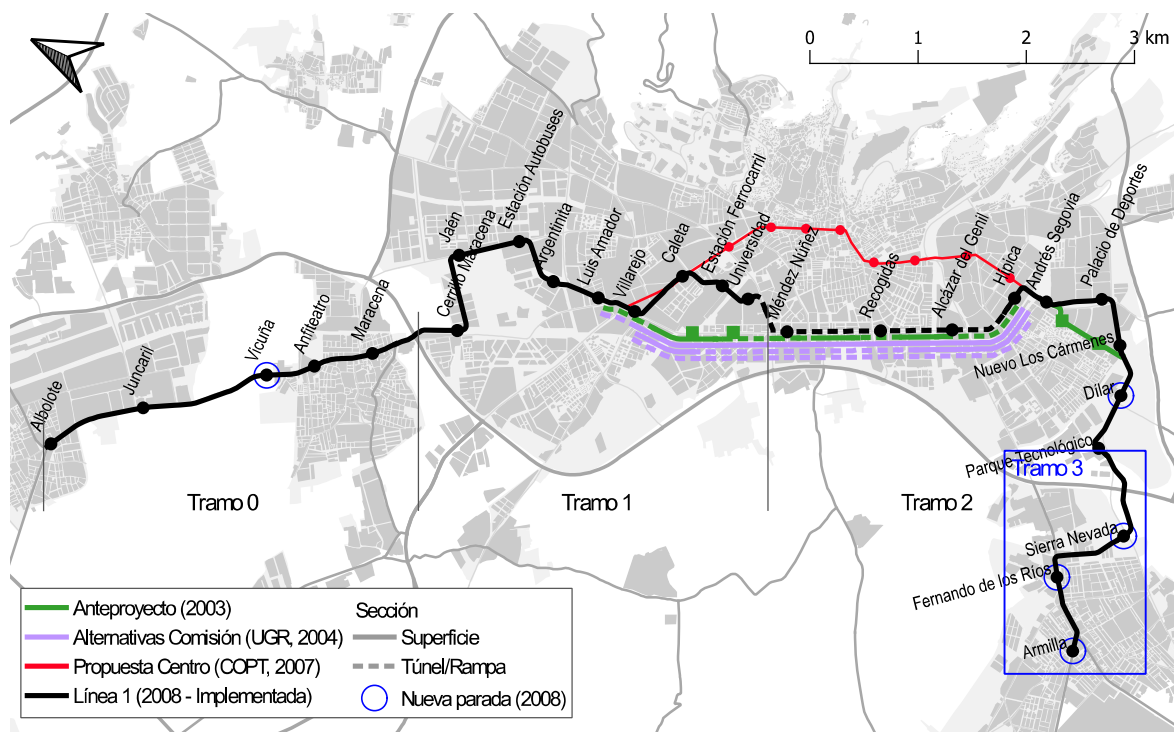 0 1 2 3 km
Albolote
Juncaril
Vicuña
Anfiteatro
Maracena
Cerrillo Maracena
Jaén
Estación Autobuses
Argentinita
Luis Amador
Villarejo
Caleta
Estación Ferrocarril
Universidad
Méndez Núñez
Recogidas
Alcázar del Genil
Hípica
Andrés Segovia
Palacio de Deportes
Nuevo Los Cármenes
Dílar
Parque Tecnológico
Tramo 3
Tramo 0
Tramo 1
Tramo 2
Sierra Nevada
Fernando de los Ríos
Armilla
Anteproyecto (2003)
Alternativas Comisión (UGR, 2004)
Propuesta Centro (COPT, 2007)
Línea 1 (2008 - Implementada)
Sección
Superficie
Túnel/Rampa
Nueva parada (2008)